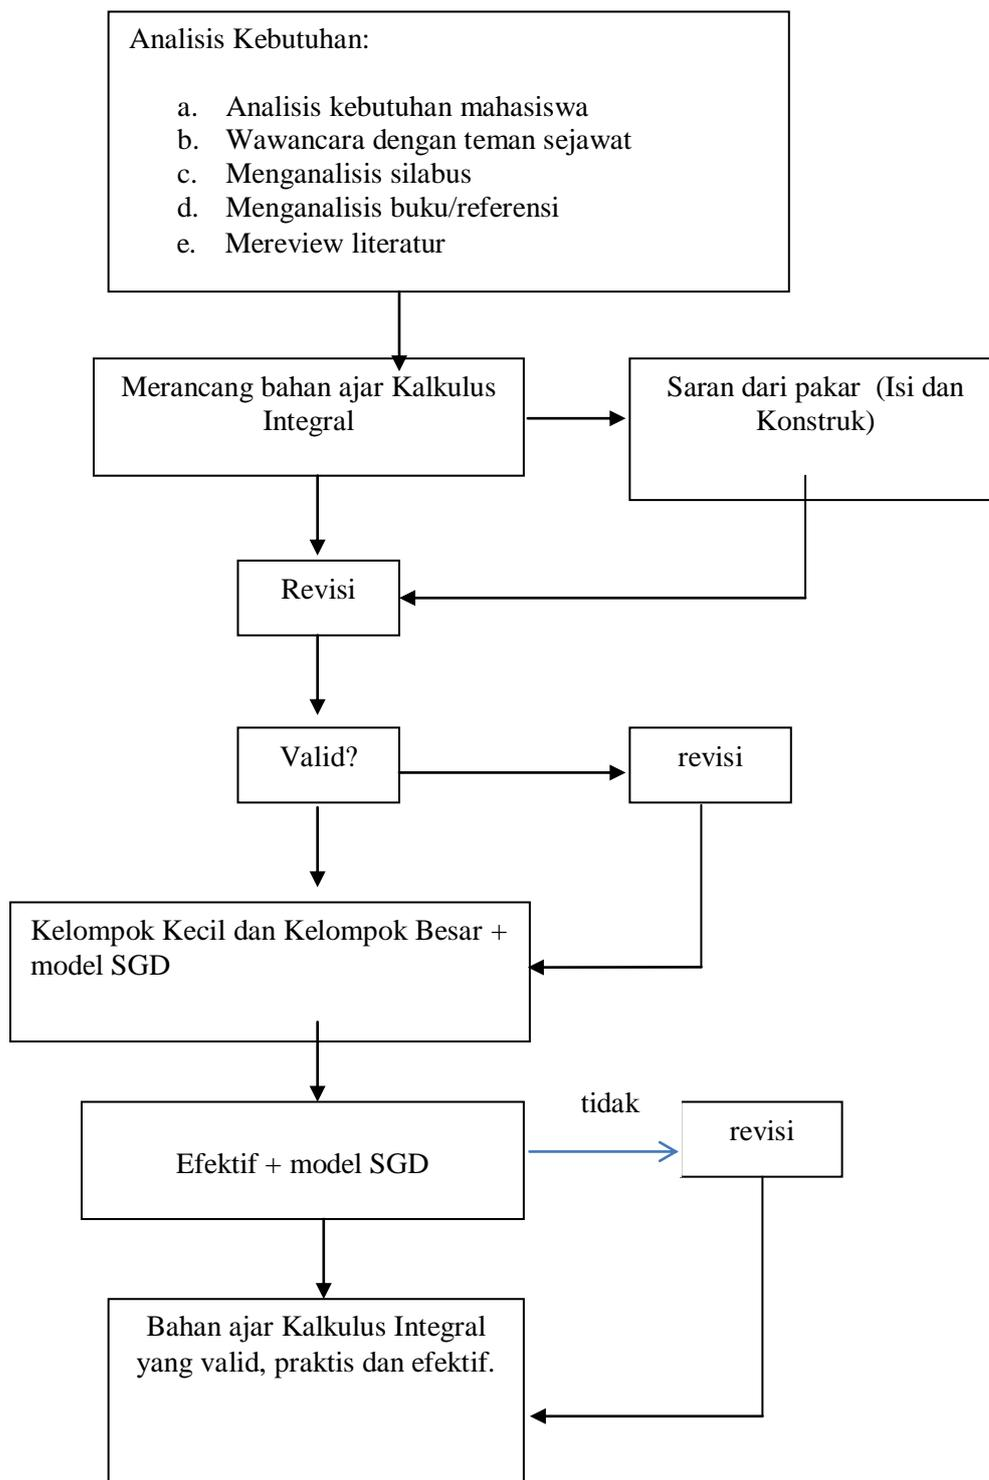 Analisis Kebutuhan:
a. Analisis kebutuhan mahasiswa
b. Wawancara dengan teman sejawat
c. Menganalisis silabus
d. Menganalisis buku/referensi
e. Mereview literatur
Merancang bahan ajar Kalkulus
Integral
Saran dari pakar (Isi dan
Konstruk)
Revisi
Valid?
revisi
Kelompok Kecil dan Kelompok Besar +
model SGD
tidak
Efektif + model SGD
revisi
Bahan ajar Kalkulus Integral
yang valid, praktis dan efektif.